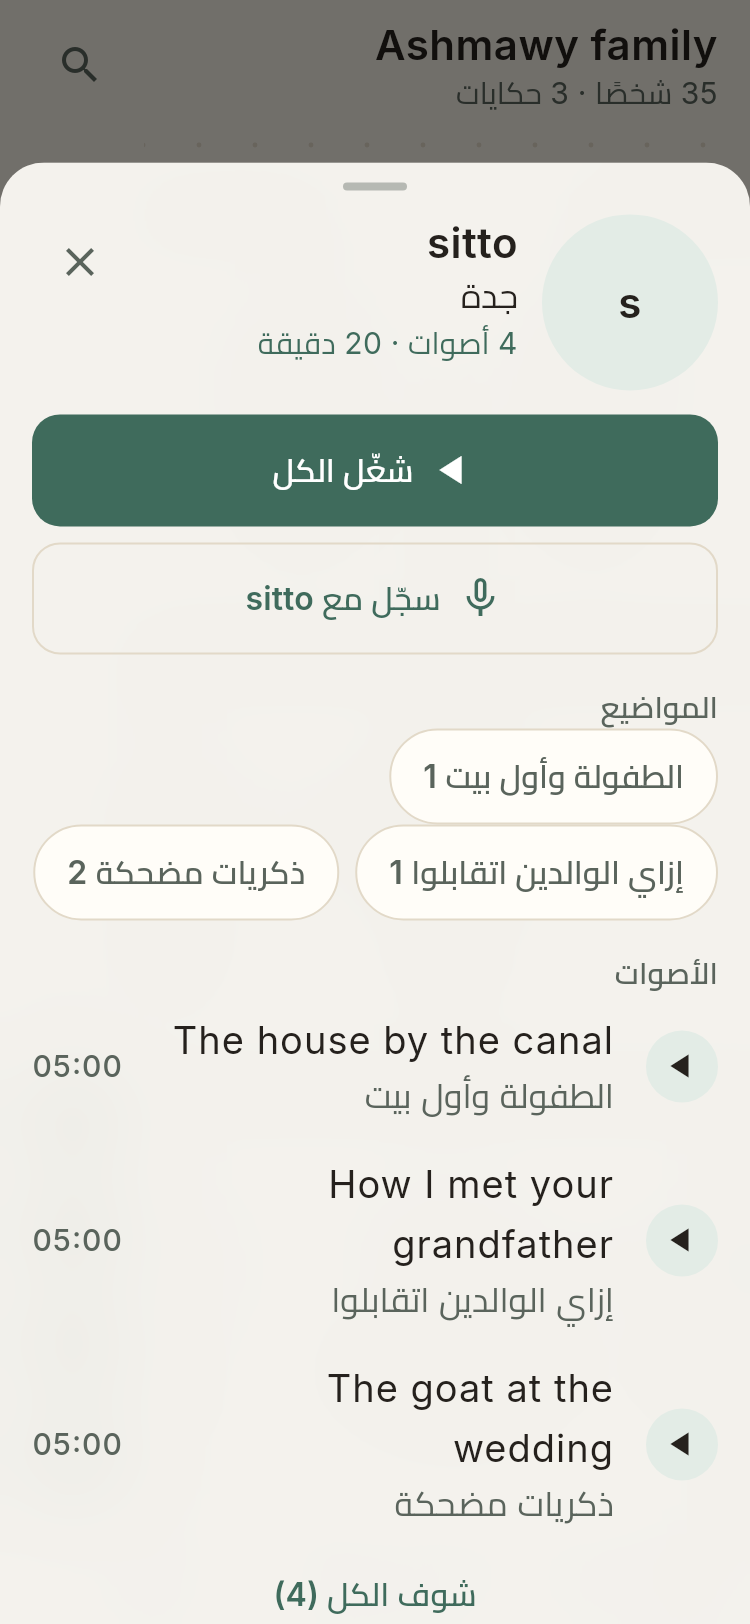 Ashmawy family
35 شخصًا · 3 حكايات
sitto
جدة
4 أصوات · 20 دقيقة
s
شغّل الكل
سجّل مع sitto
المواضيع
الطفولة وأول بيت 1
إزاي الوالدين اتقابلوا 1
ذكريات مضحكة 2
الأصوات
The house by the canal
الطفولة وأول بيت
05:00
How I met your
grandfather
إزاي الوالدين اتقابلوا
05:00
The goat at the
wedding
ذكريات مضحكة
05:00
شوف الكل (4)